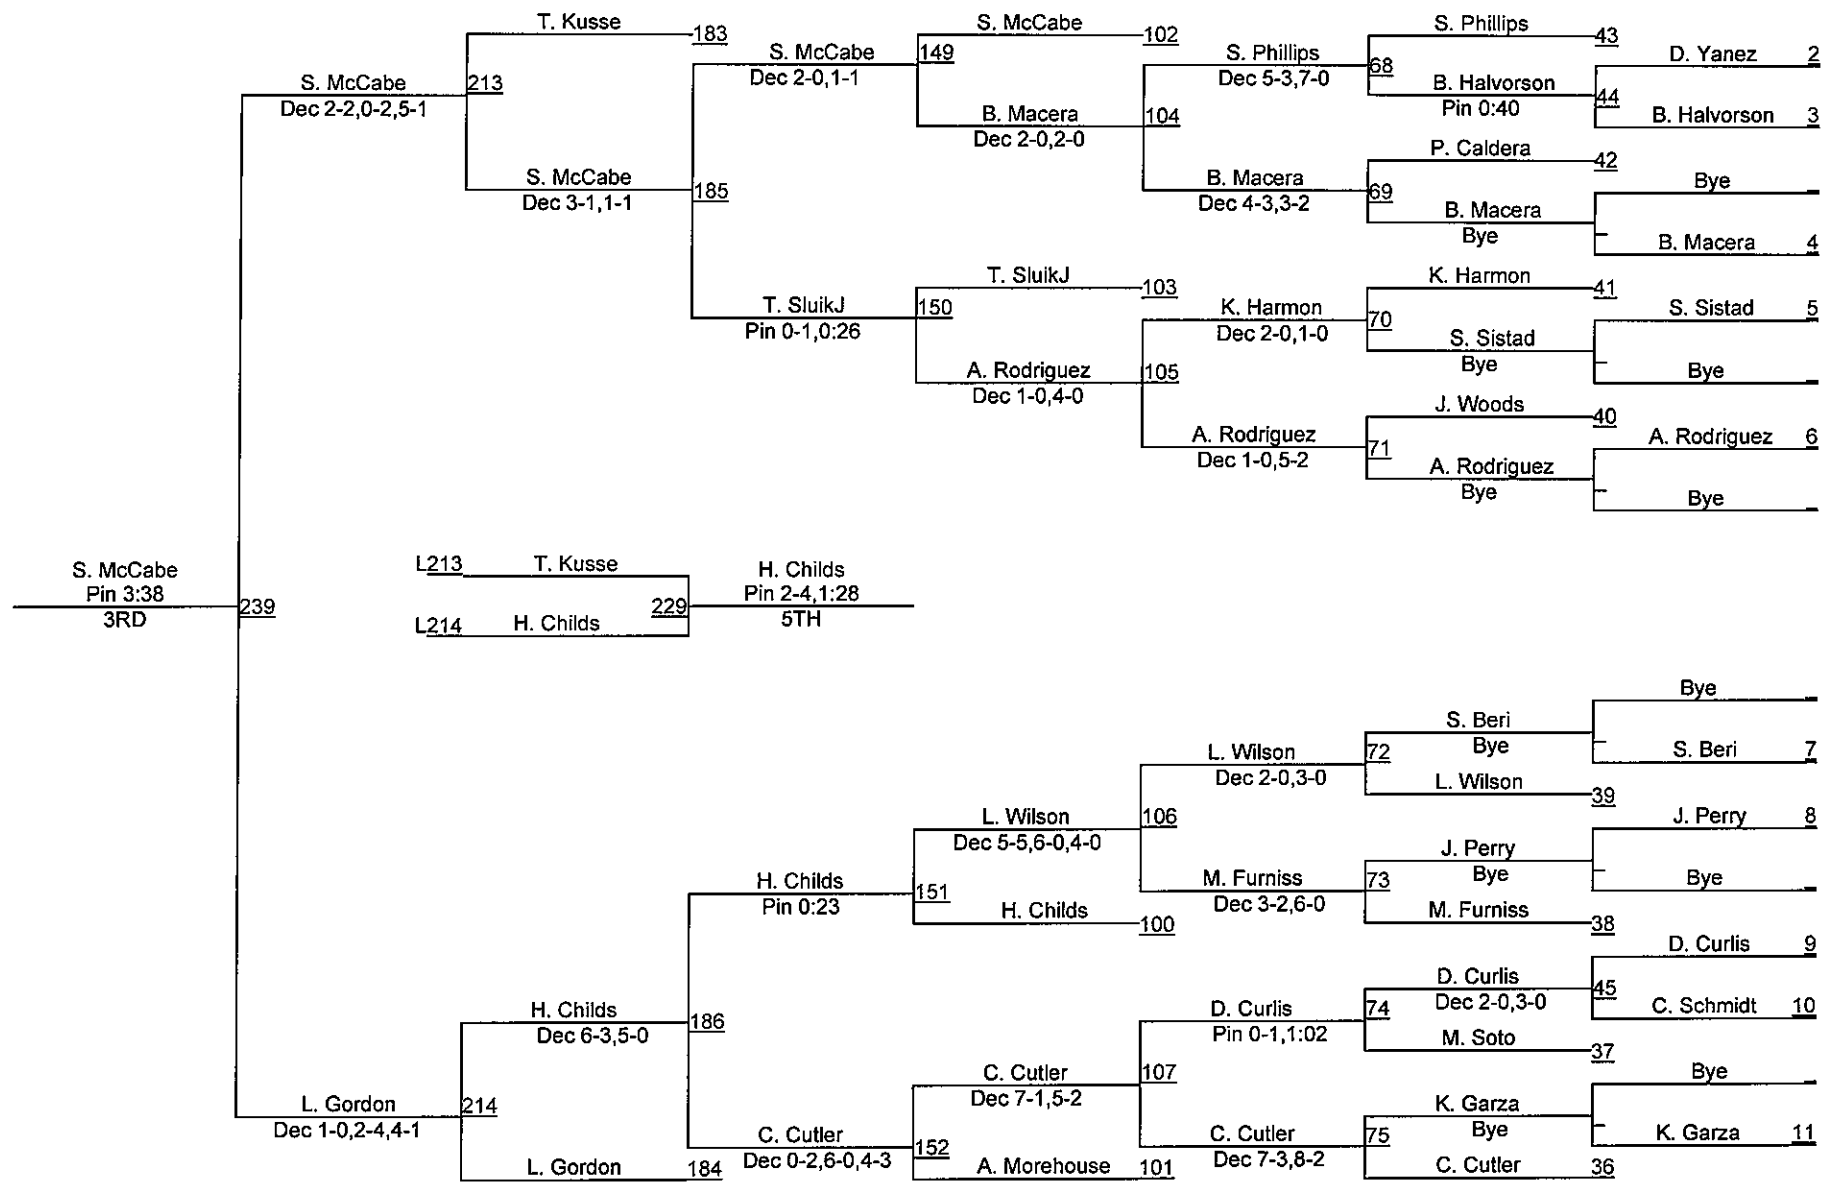 T. Kusse
183
S. McCabe
102
S. Phillips
43
S. McCabe
Dec 2-0,1-1
149
S. Phillips
Dec 5-3,7-0
68
D. Yanez 2
S. McCabe
Dec 2-2,0-2,5-1
213
B. Halvorson
Pin 0:40
44
B. Macera
Dec 2-0,2-0
104
B. Halvorson 3
P. Caldera
42
S. McCabe
Dec 3-1,1-1
185
B. Macera
Dec 4-3,3-2
69
Bye
B. Macera
Bye
B. Macera 4
T. SluikJ
103
K. Harmon
41
T. SluikJ
Pin 0-1,0:26
150
K. Harmon
Dec 2-0,1-0
70
S. Sistad 5
S. Sistad
Bye
A. Rodriguez
Dec 1-0,4-0
105
Bye
J. Woods
40
A. Rodriguez
Dec 1-0,5-2
71
A. Rodriguez 6
A. Rodriguez
Bye
Bye
S. McCabe
Pin 3:38
3RD
239
L213 T. Kusse
L214 H. Childs
229
H. Childs
Pin 2-4,1:28
5TH
Bye
S. Beri
Bye
L. Wilson
Dec 2-0,3-0
72
S. Beri 7
L. Wilson
39
L. Wilson
Dec 5-5,6-0,4-0
106
J. Perry 8
J. Perry
Bye
H. Childs
Pin 0:23
151
M. Furniss
Dec 3-2,6-0
73
Bye
H. Childs
100
M. Furniss
38
D. Curlis 9
D. Curlis
Dec 2-0,3-0
45
H. Childs
Dec 6-3,5-0
186
D. Curlis
Pin 0-1,1:02
74
C. Schmidt 10
M. Soto
37
C. Cutler
Dec 7-1,5-2
107
Bye
L. Gordon
Dec 1-0,2-4,4-1
214
K. Garza
Bye
C. Cutler
Dec 0-2,6-0,4-3
152
C. Cutler
Dec 7-3,8-2
75
K. Garza 11
L. Gordon
184
A. Morehouse
101
C. Cutler
36